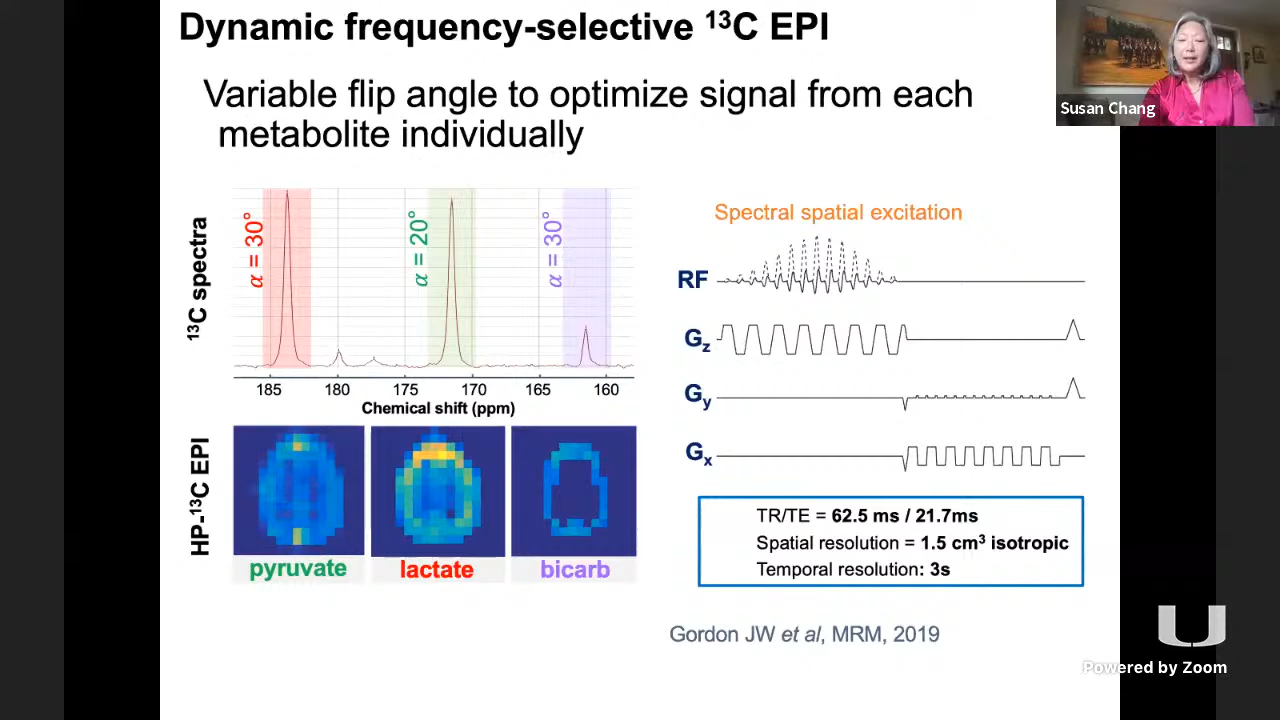 Dynamic frequency-selective ¹³C EPI
Susan Chang
Variable flip angle to optimize signal from each
metabolite individually
¹³C spectra
α = 30°
α = 20°
α = 30°
185 180 175 170 165 160
Chemical shift (ppm)
HP-¹³C EPI
pyruvate lactate bicarb
Spectral spatial excitation
RF
Gz
Gy
Gx
TR/TE = 62.5 ms / 21.7ms
Spatial resolution = 1.5 cm³ isotropic
Temporal resolution: 3s
Gordon JW et al, MRM, 2019
U
Powered by Zoom